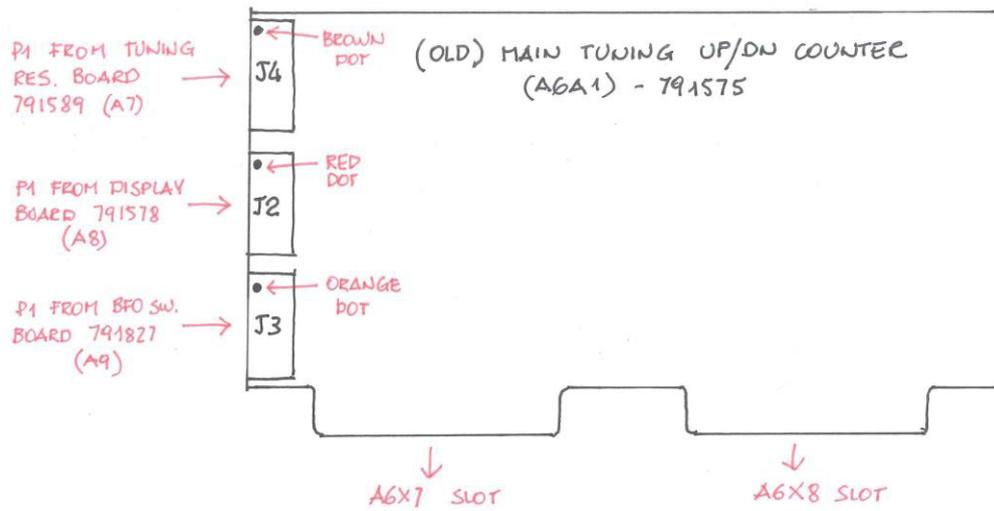 (OLD) MAIN TUNING UP/DN COUNTER
(A6A1) - 791575
P1 FROM TUNING
RES. BOARD
791589 (A7)
J4
BROWN
DOT
P1 FROM DISPLAY
BOARD 791578
(A8)
J2
RED
DOT
P1 FROM BFO SW.
BOARD 791827
(A9)
J3
ORANGE
DOT
A6X7 SLOT
A6X8 SLOT